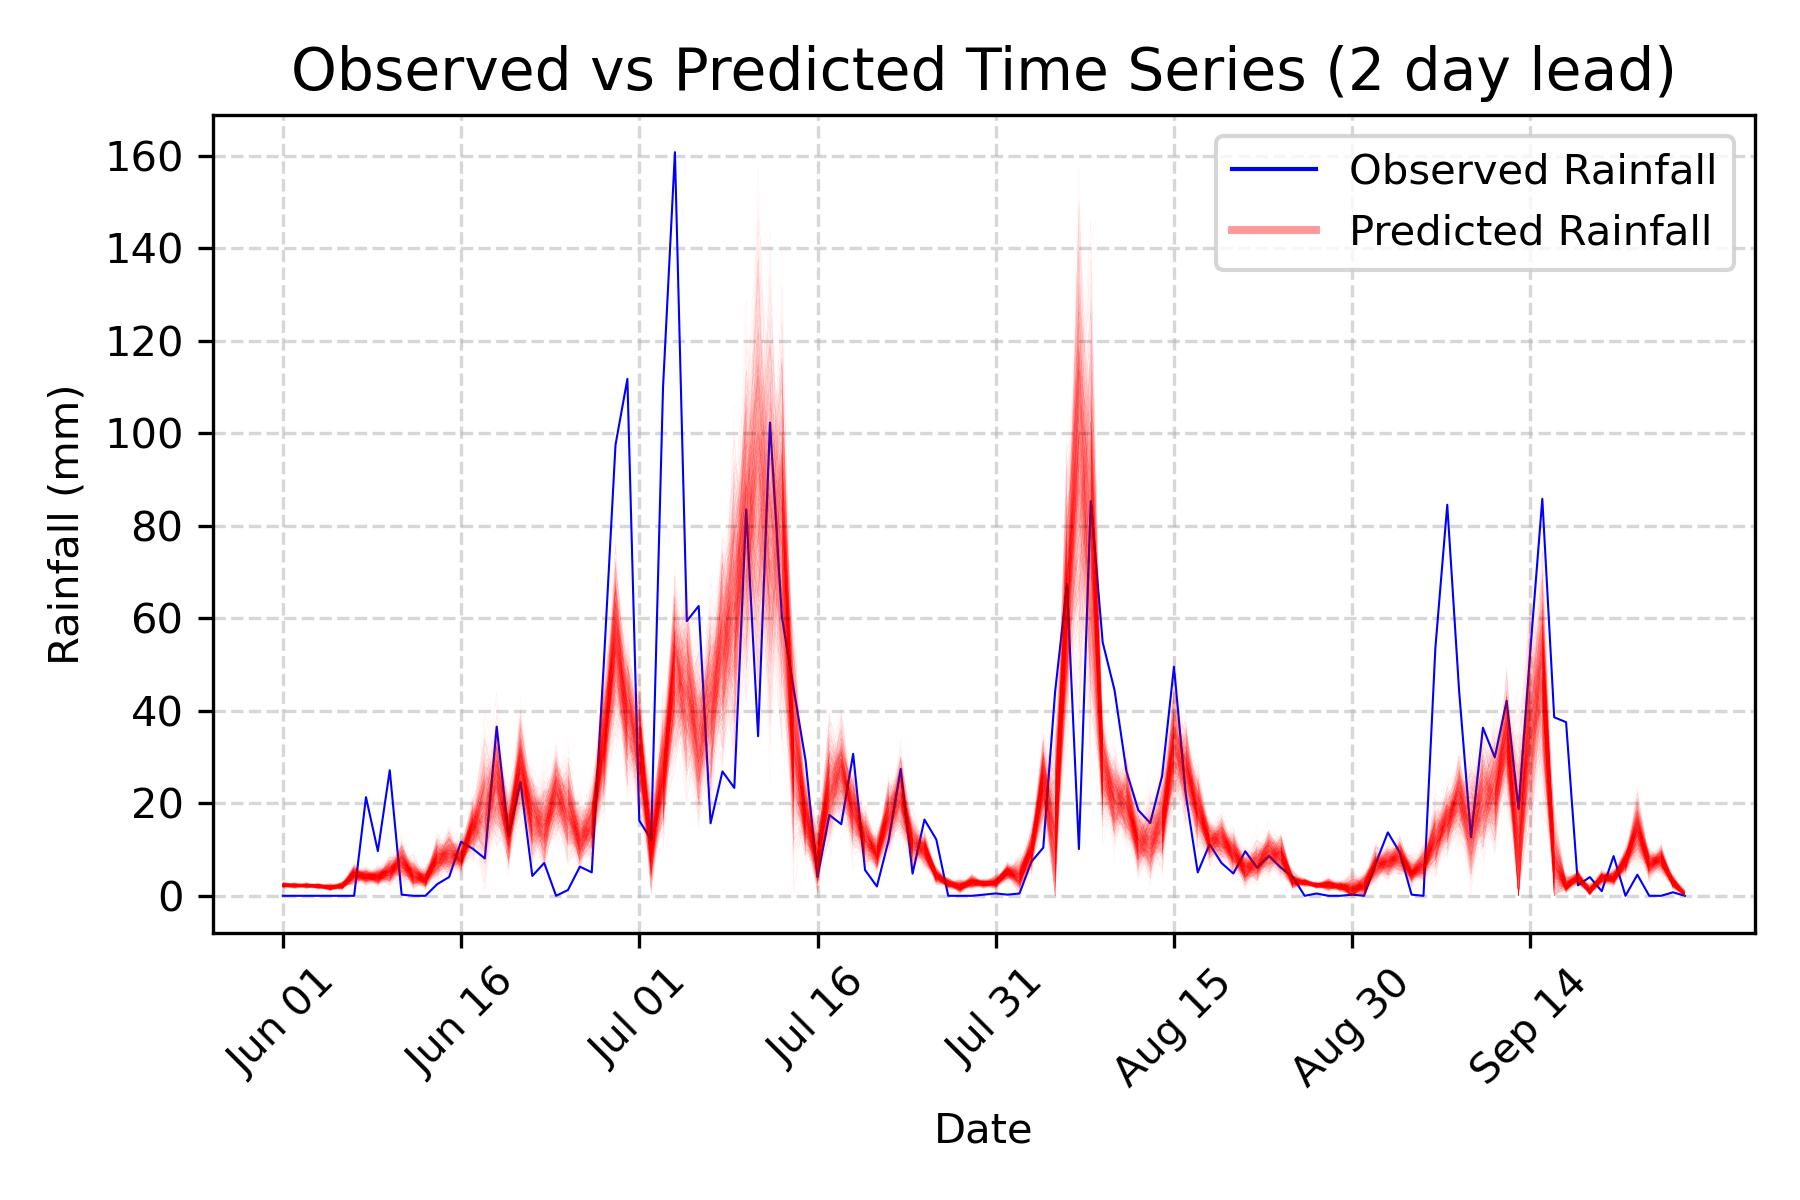 Observed vs Predicted Time Series (2 day lead)
Observed Rainfall
Predicted Rainfall
Rainfall (mm)
160
140
120
100
80
60
40
20
0
Jun 01
Jun 16
Jul 01
Jul 16
Jul 31
Aug 15
Aug 30
Sep 14
Date